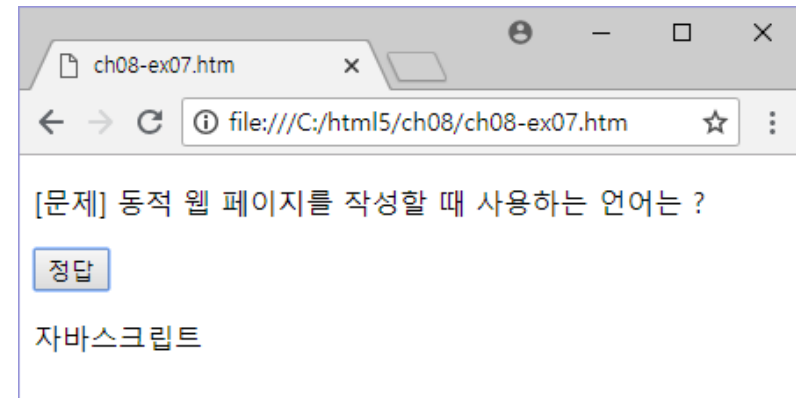 ch08-ex07.htm
file:///C:/html5/ch08/ch08-ex07.htm
[문제] 동적 웹 페이지를 작성할 때 사용하는 언어는 ?
정답
자바스크립트